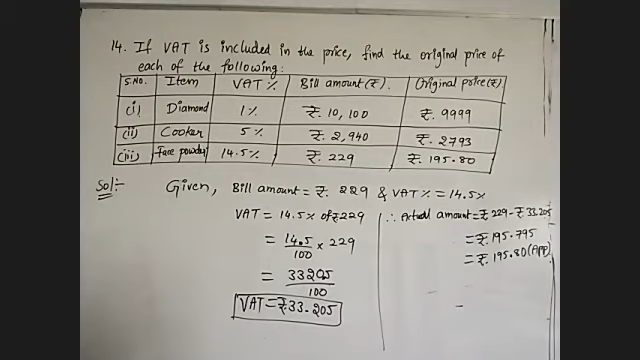 14. If VAT is included in the price, find the original price of
each of the following:
S.NO. Item VAT % Bill amount (₹). Original price (₹).
(i) Diamond 1% ₹. 10,100 ₹. 9999
(ii) Cooker 5% ₹. 2,940 ₹. 2793
(iii) Face powder 14.5% ₹. 229 ₹. 195.80
Sol:- Given, Bill amount = ₹. 229 & VAT % = 14.5%
VAT = 14.5% of ₹229
= 14.5/100 × 229
= 33205/100
VAT = ₹33.205
∴ Actual amount = ₹229 - ₹33.205
= ₹.195.795
= ₹.195.80 (App)